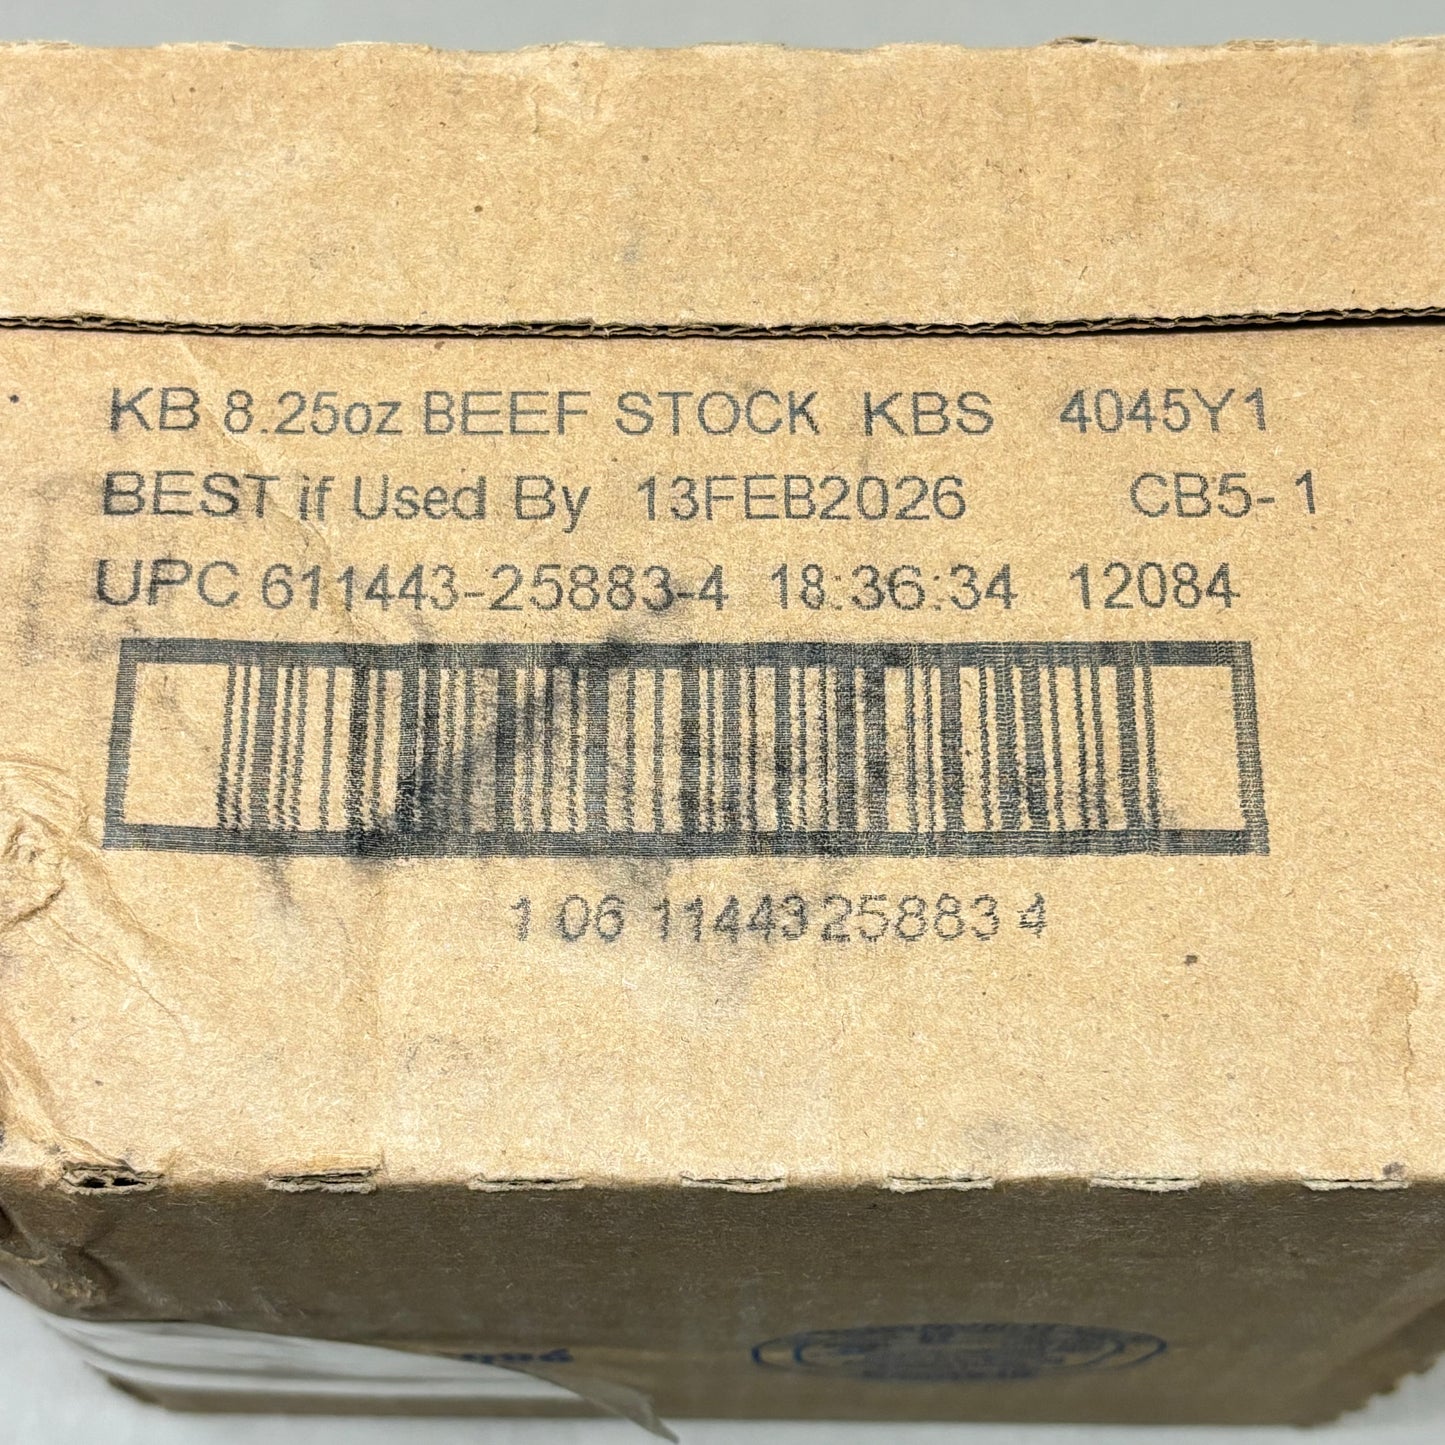 KB 8.25oz BEEF STOCK KBS 4045Y1
BEST if Used By 13FEB2026 CB5-1
UPC 611443-25883-4 18:36:34 12084
1 06 11443 25883 4